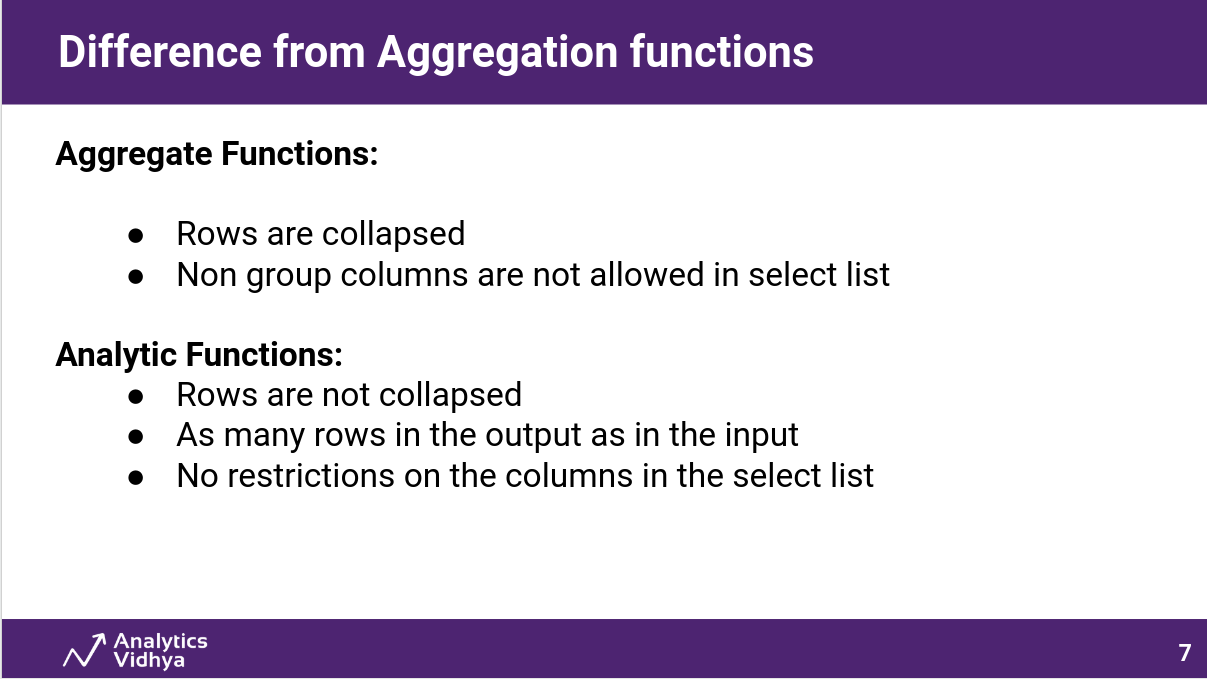 Difference from Aggregation functions
Aggregate Functions:
● Rows are collapsed
● Non group columns are not allowed in select list
Analytic Functions:
● Rows are not collapsed
● As many rows in the output as in the input
● No restrictions on the columns in the select list
Analytics
Vidhya
7